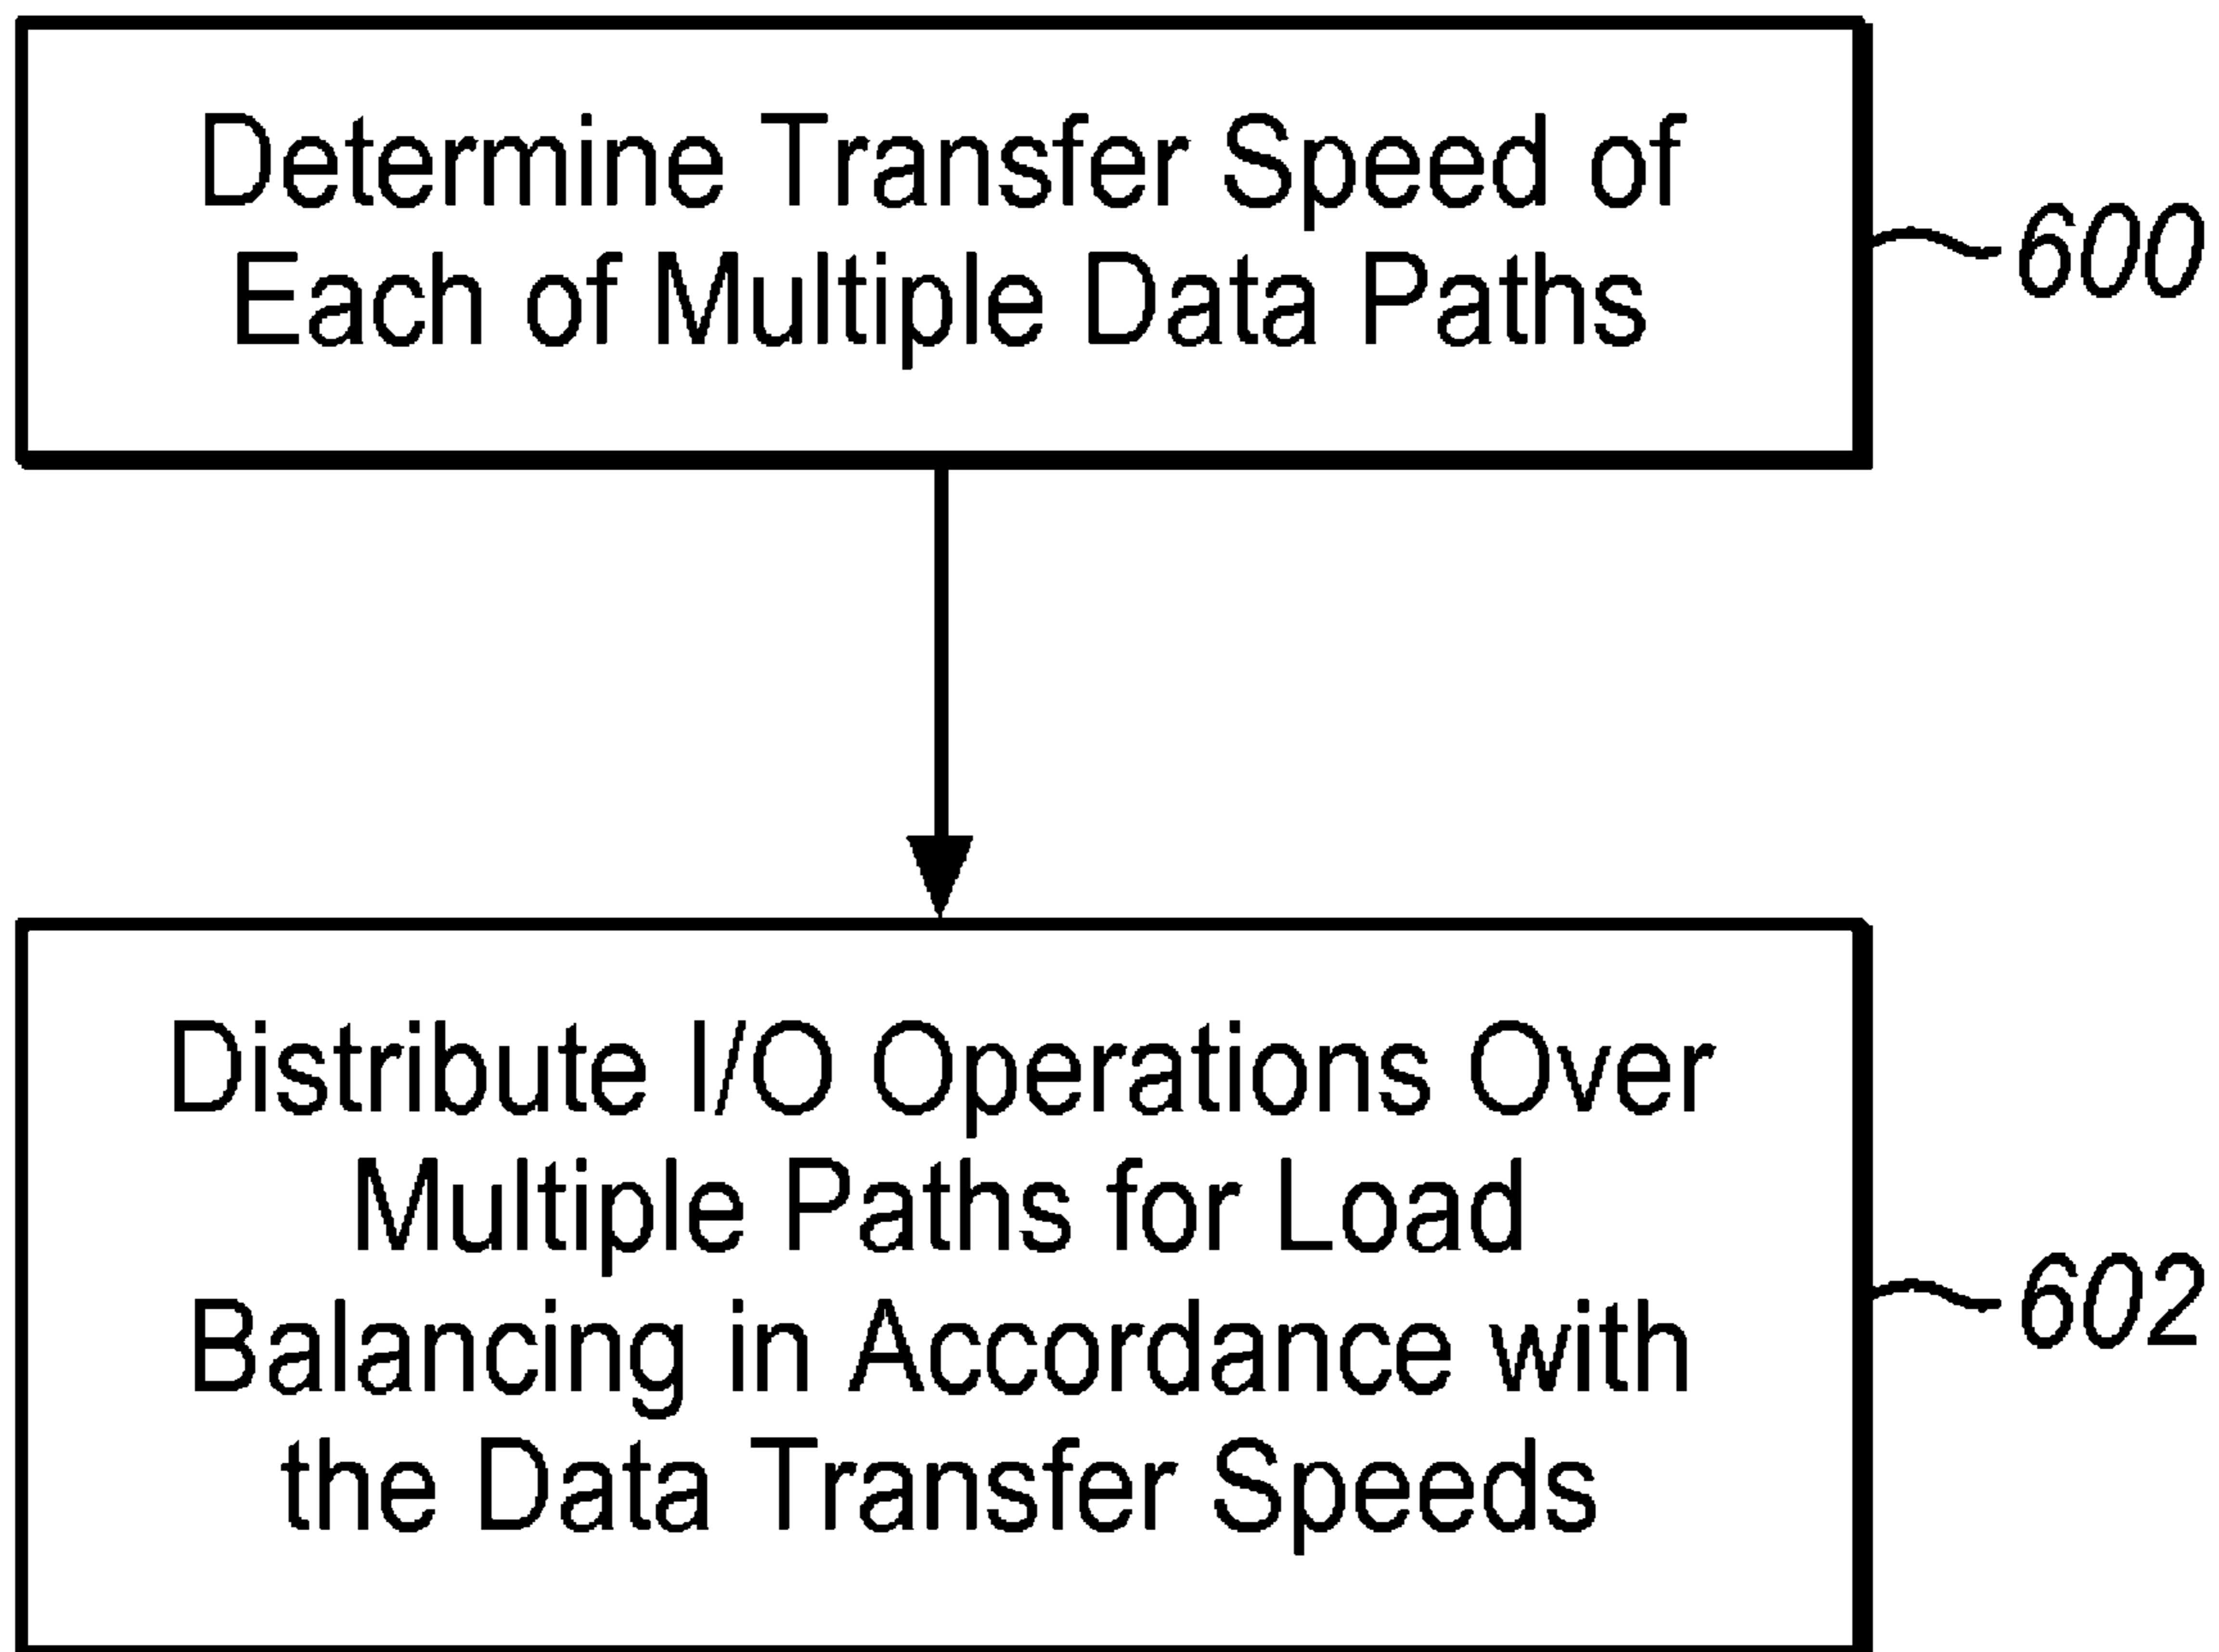 Determine Transfer Speed of
Each of Multiple Data Paths
600
Distribute I/O Operations Over
Multiple Paths for Load
Balancing in Accordance with
the Data Transfer Speeds
602